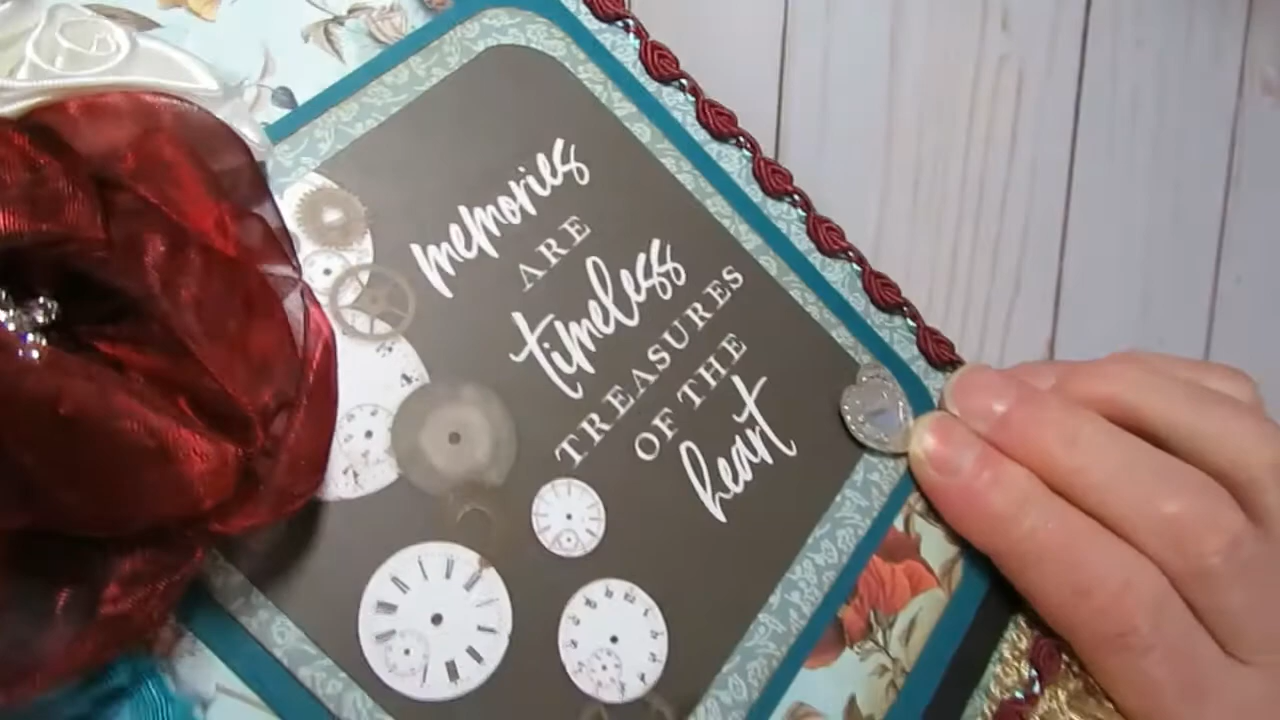 memories
ARE
timeless
TREASURES
OF THE
heart